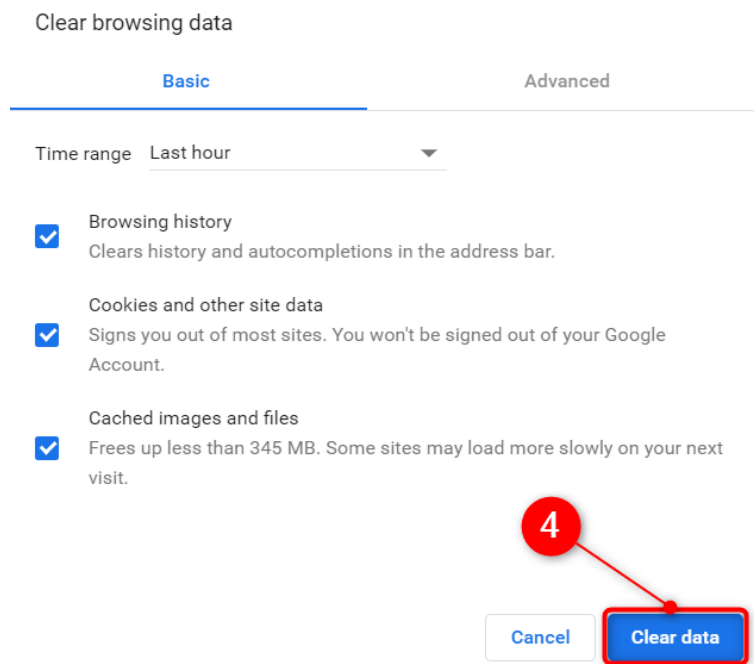 Clear browsing data
Basic Advanced
Time range Last hour
Browsing history
Clears history and autocompletions in the address bar.
Cookies and other site data
Signs you out of most sites. You won't be signed out of your Google
Account.
Cached images and files
Frees up less than 345 MB. Some sites may load more slowly on your next
visit.
4
Cancel Clear data